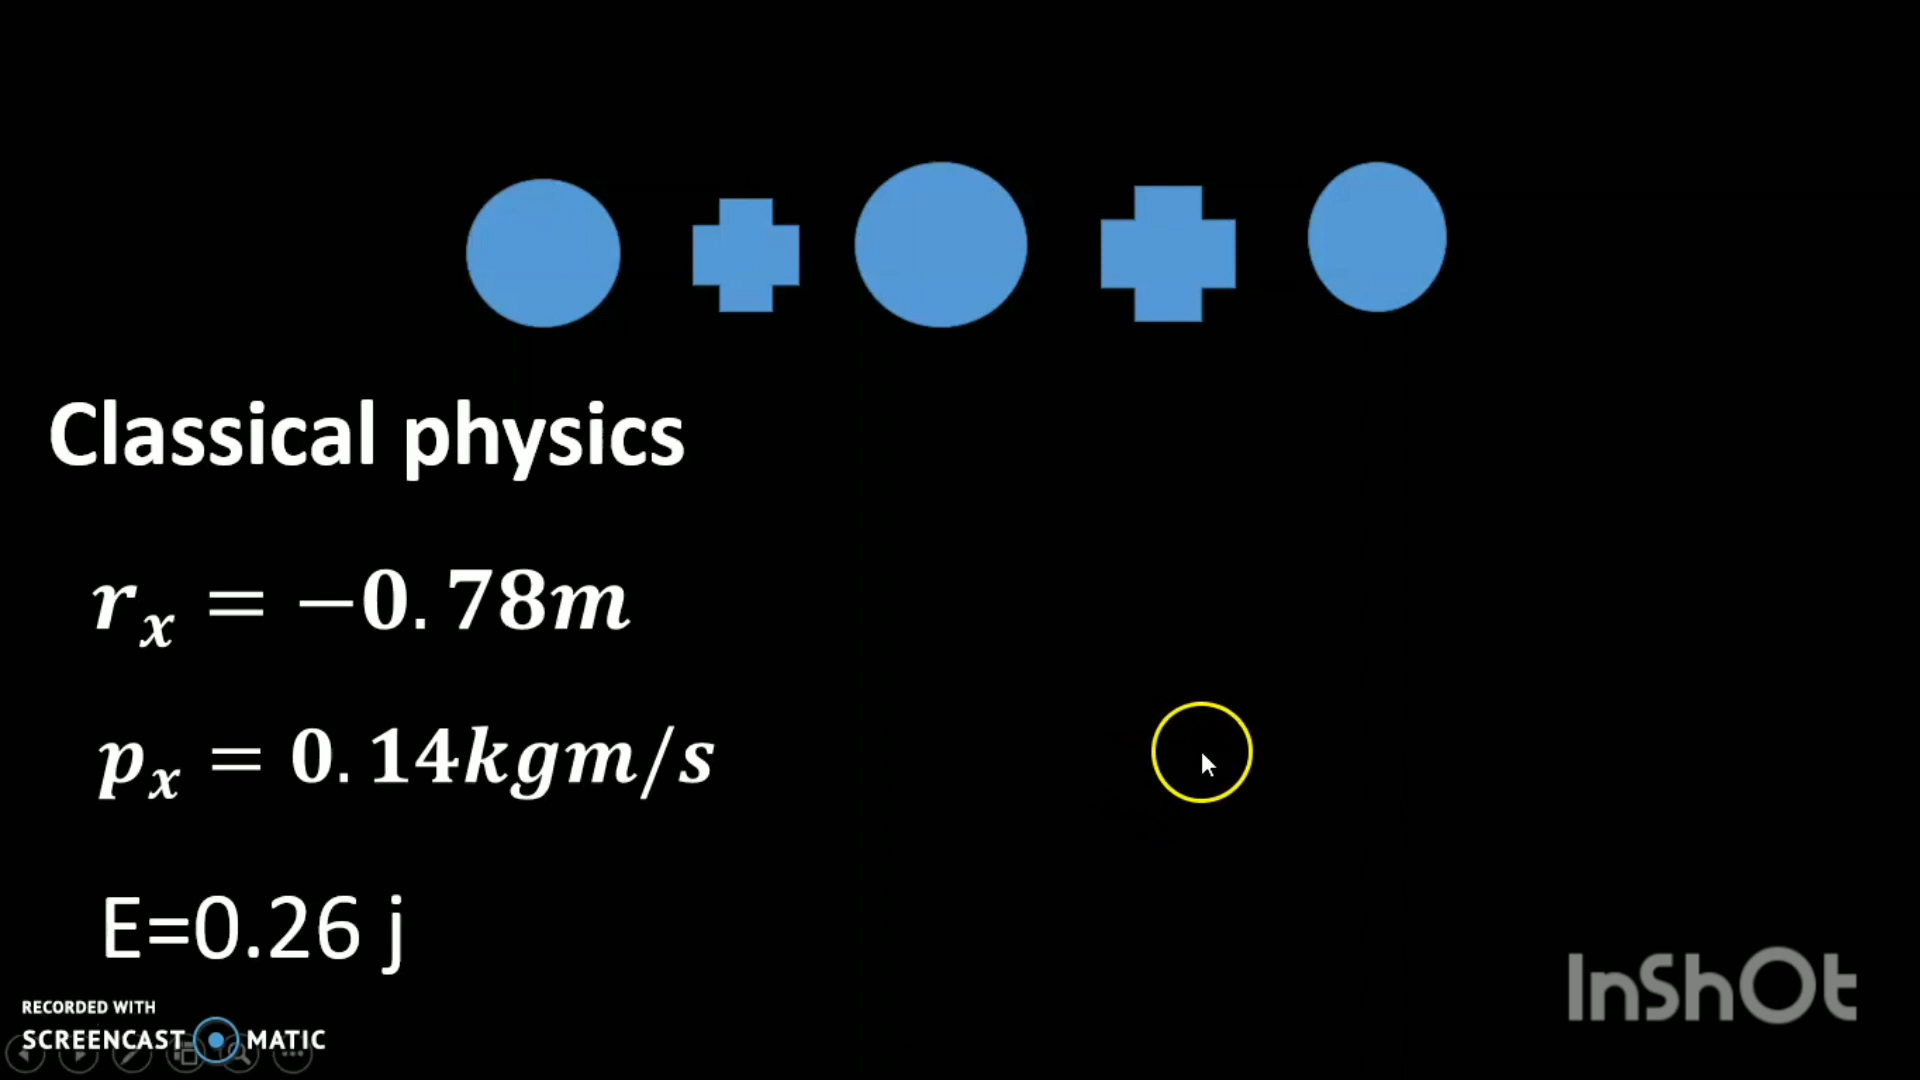 Classical physics
r_x = −0.78m
p_x = 0.14kgm/s
E=0.26 j
RECORDED WITH
SCREENCAST MATIC
InShOt